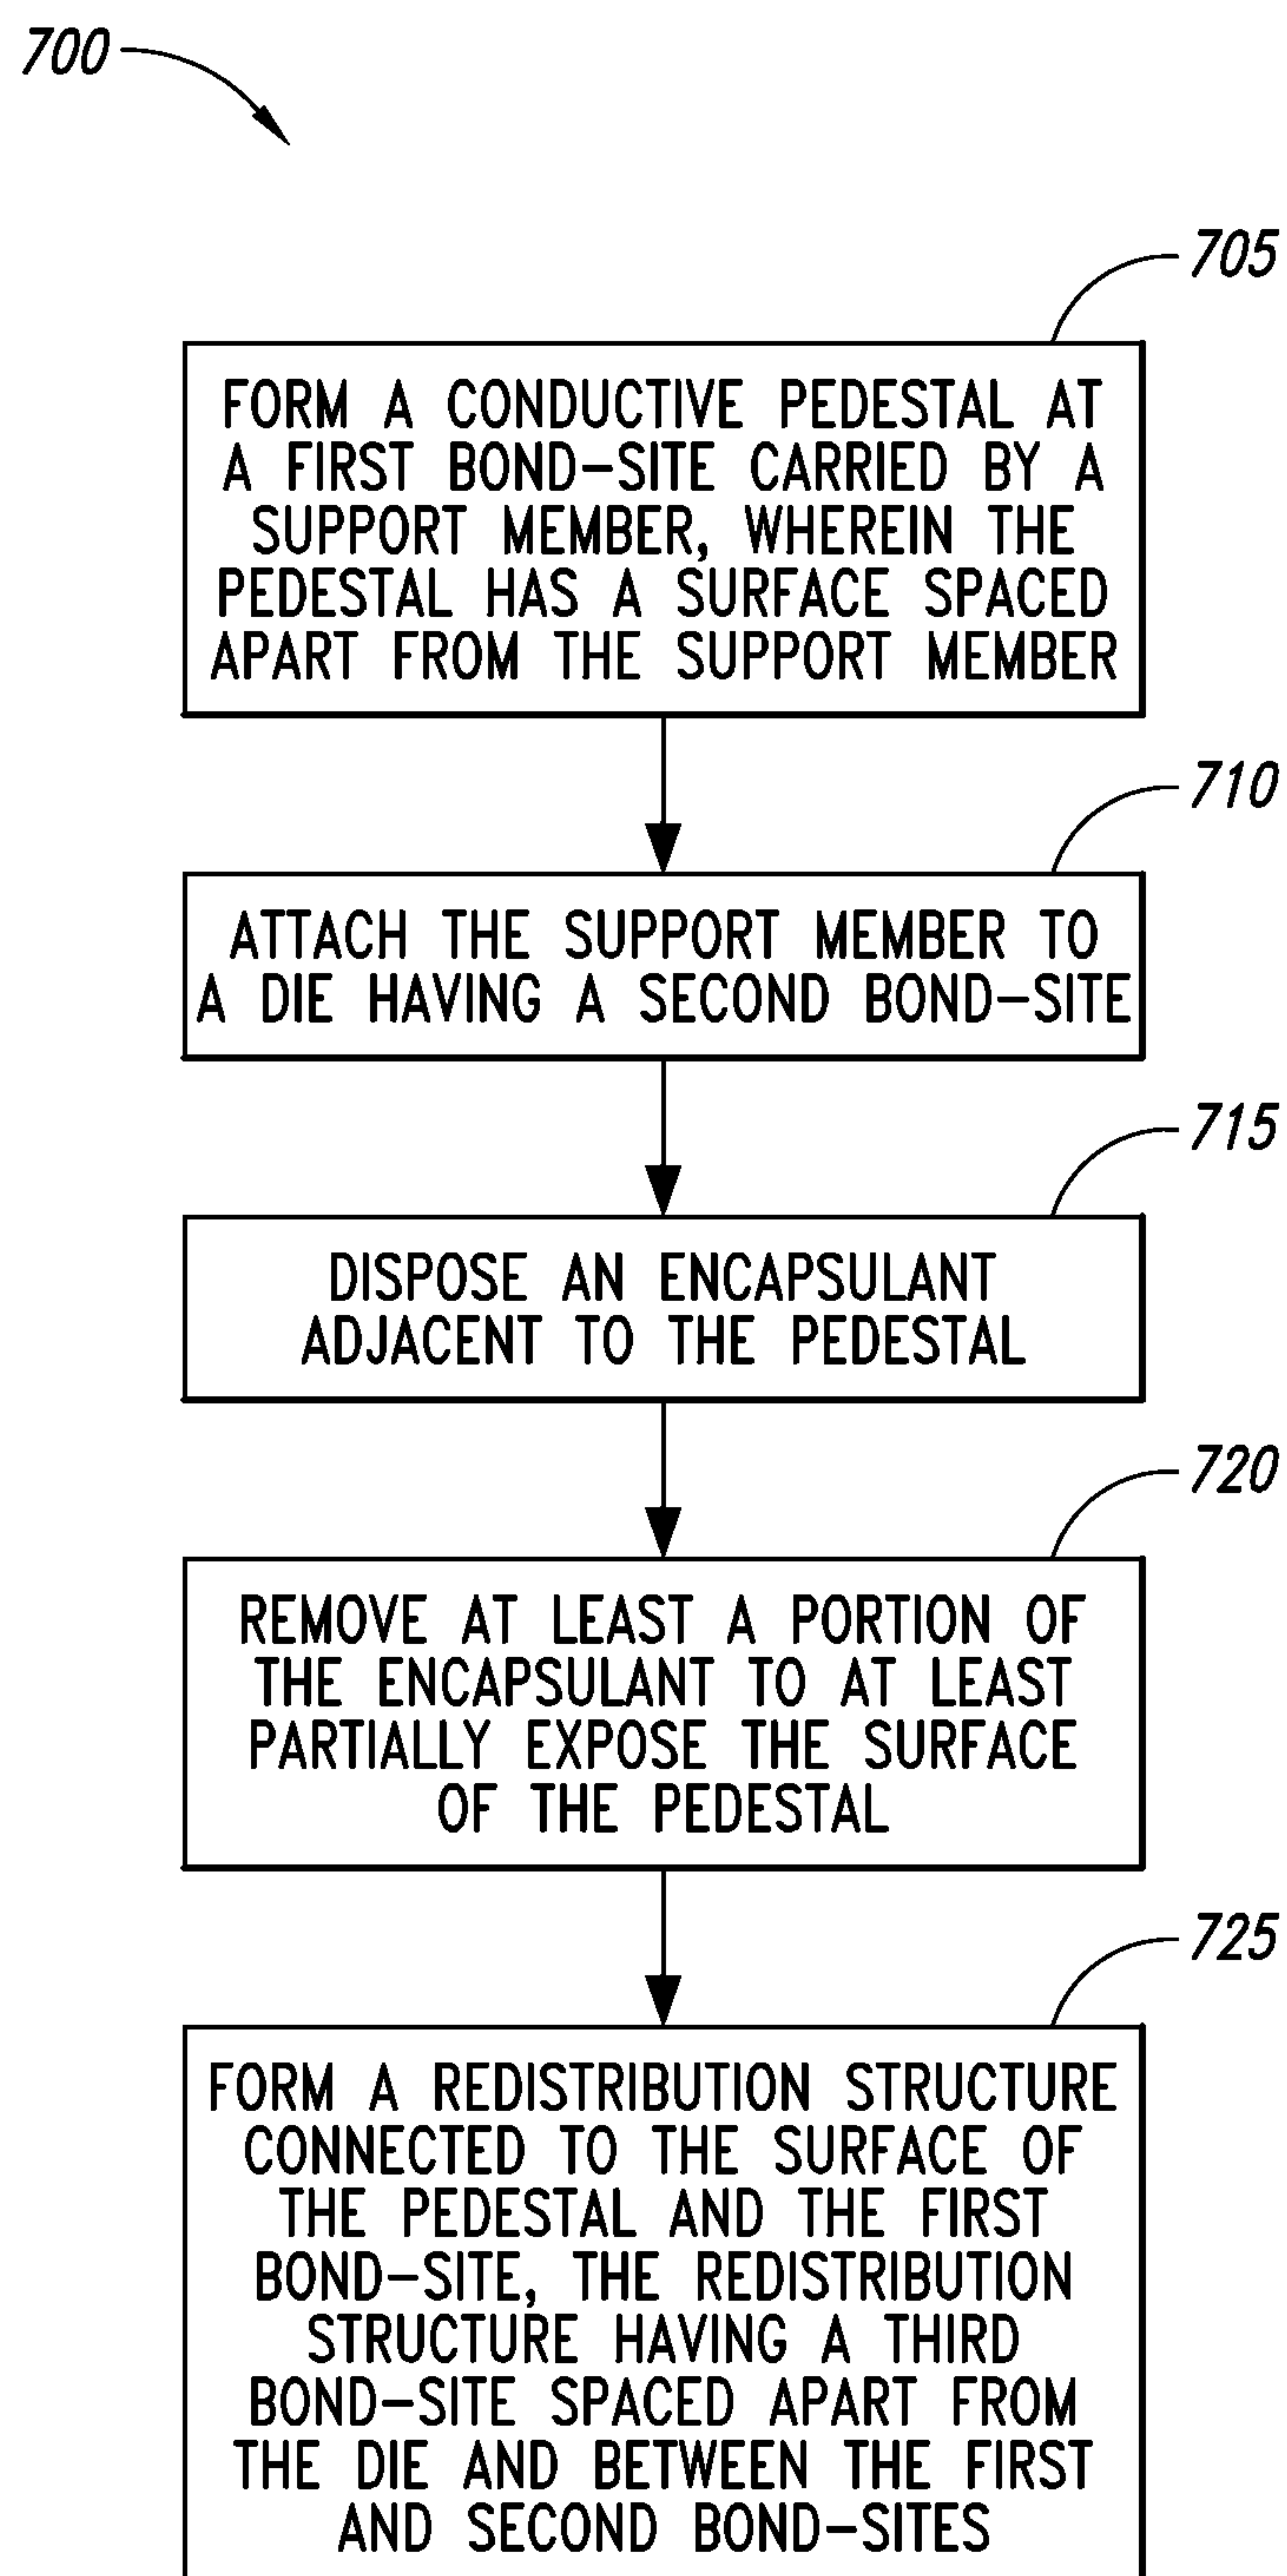 700
705
FORM A CONDUCTIVE PEDESTAL AT
A FIRST BOND-SITE CARRIED BY A
SUPPORT MEMBER, WHEREIN THE
PEDESTAL HAS A SURFACE SPACED
APART FROM THE SUPPORT MEMBER
710
ATTACH THE SUPPORT MEMBER TO
A DIE HAVING A SECOND BOND-SITE
715
DISPOSE AN ENCAPSULANT
ADJACENT TO THE PEDESTAL
720
REMOVE AT LEAST A PORTION OF
THE ENCAPSULANT TO AT LEAST
PARTIALLY EXPOSE THE SURFACE
OF THE PEDESTAL
725
FORM A REDISTRIBUTION STRUCTURE
CONNECTED TO THE SURFACE OF
THE PEDESTAL AND THE FIRST
BOND-SITE, THE REDISTRIBUTION
STRUCTURE HAVING A THIRD
BOND-SITE SPACED APART FROM
THE DIE AND BETWEEN THE FIRST
AND SECOND BOND-SITES